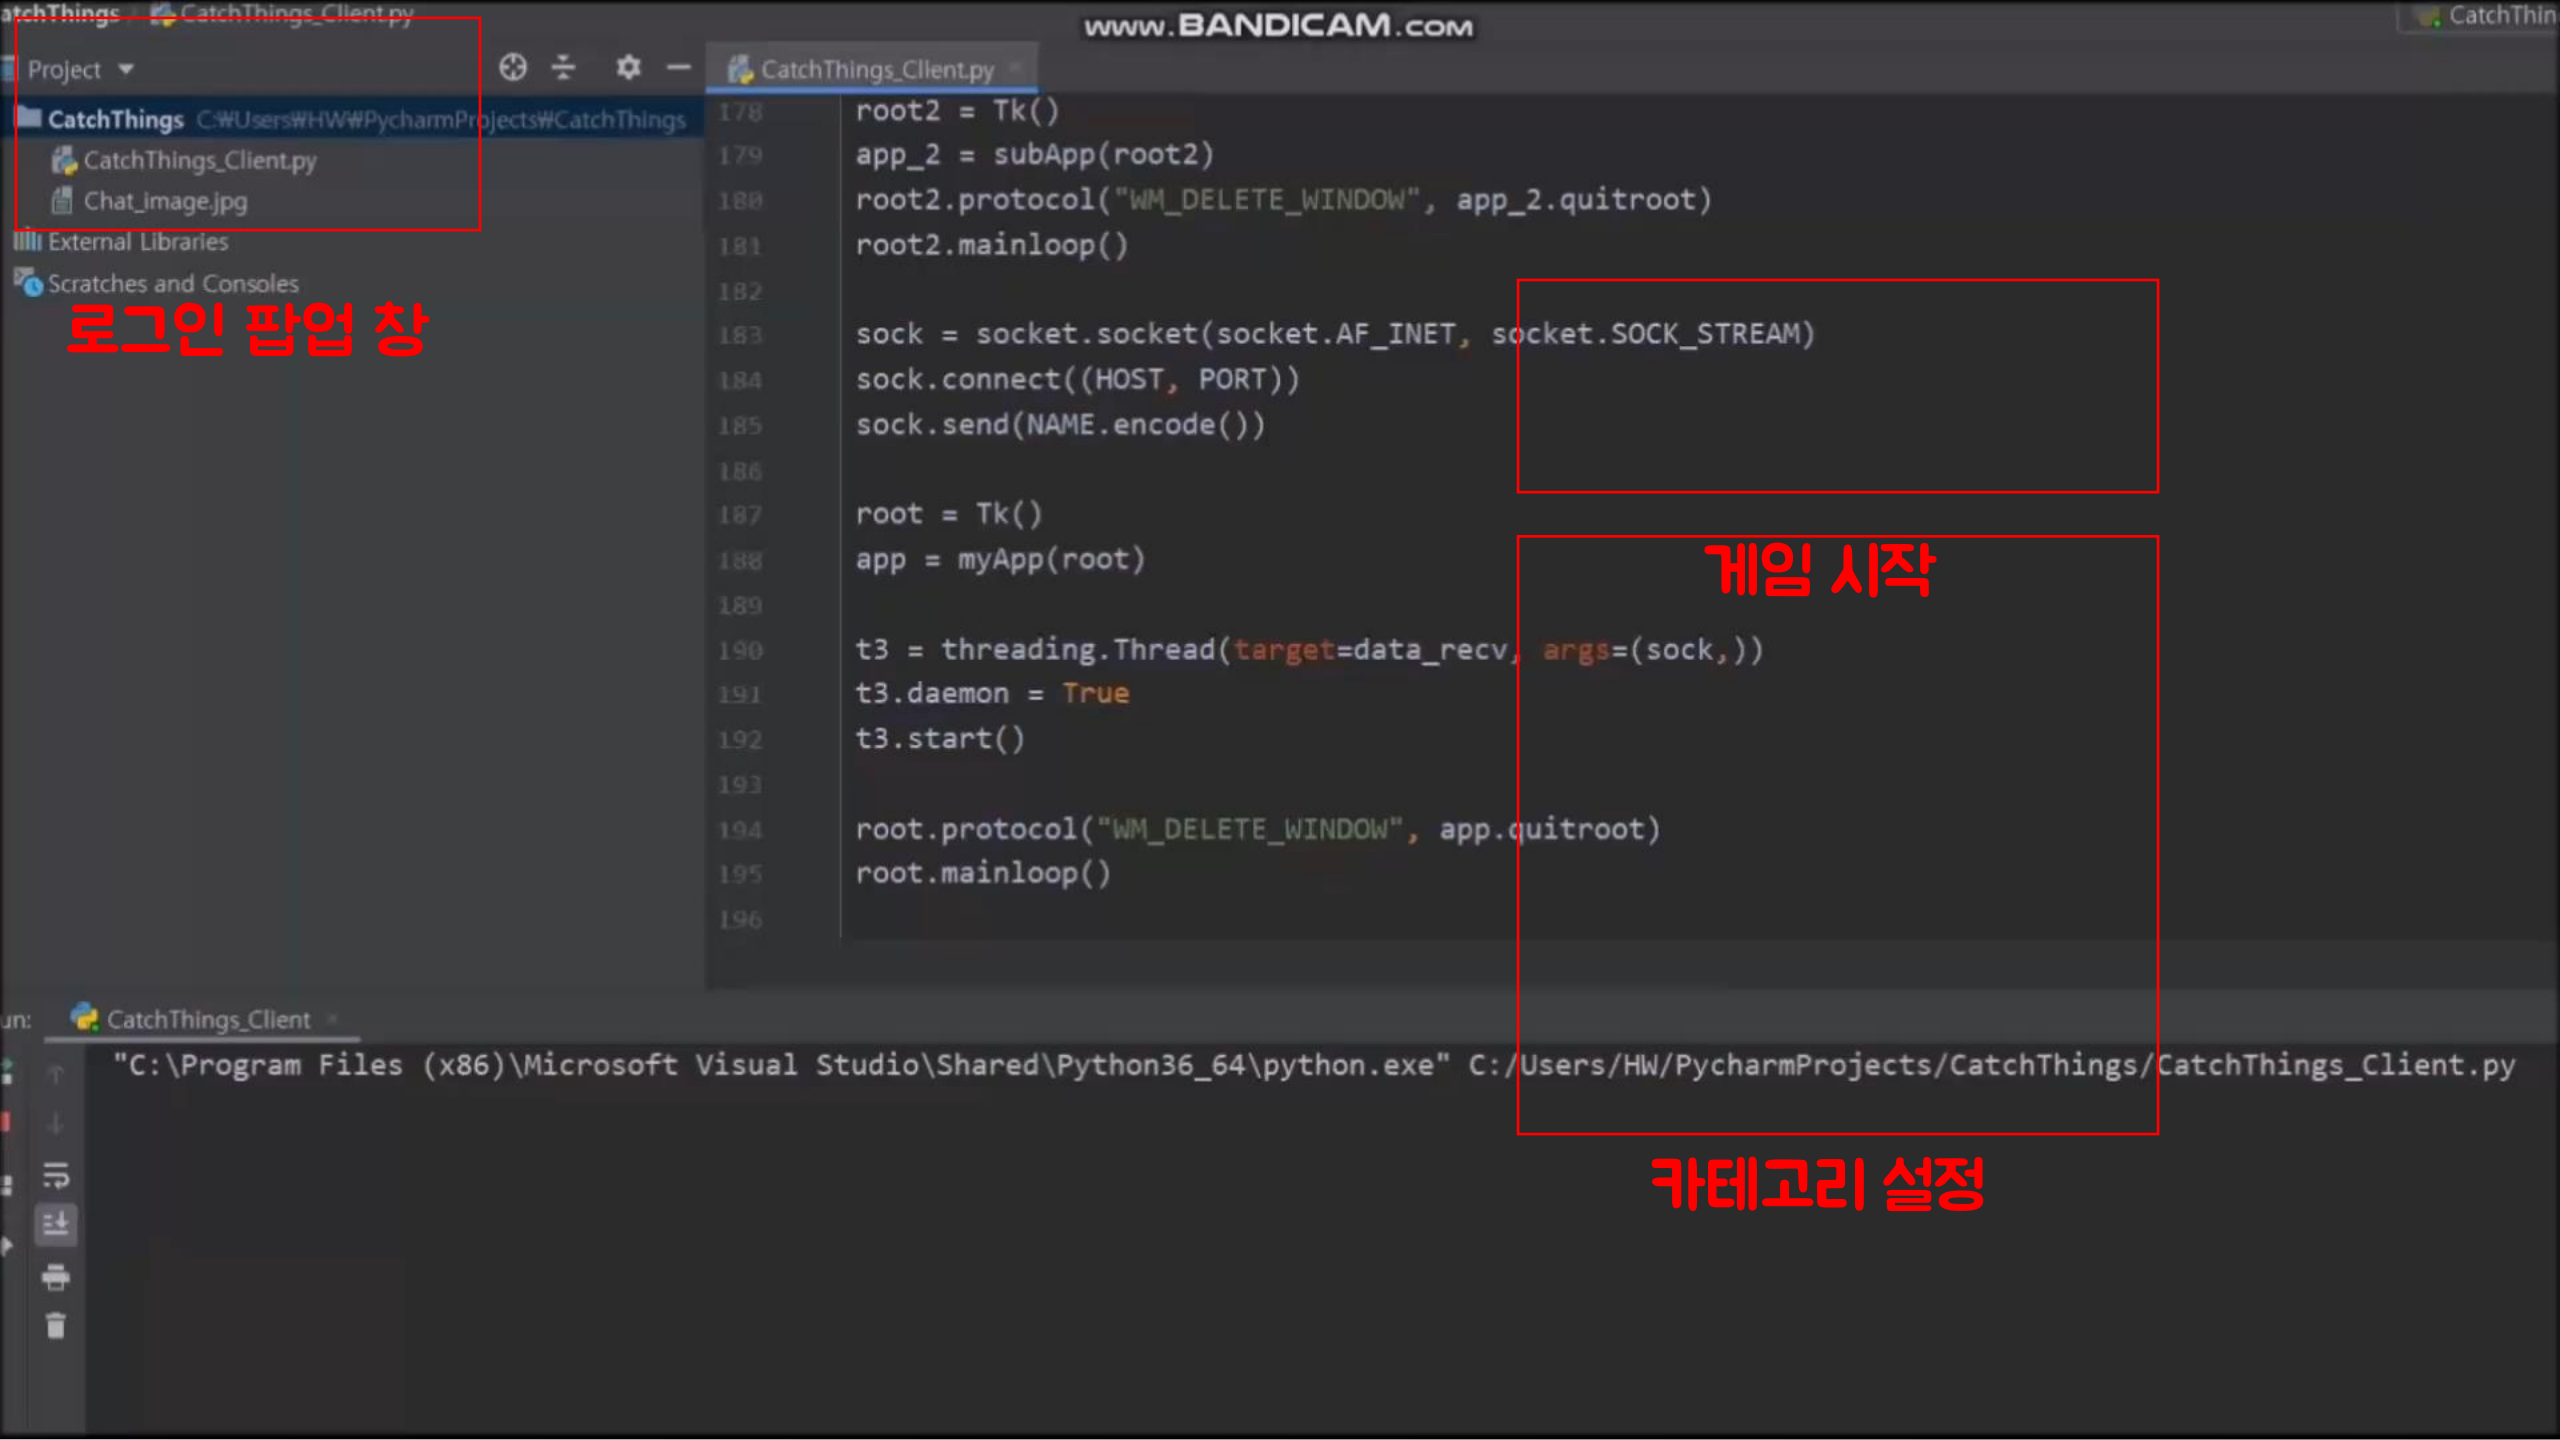 atchThings CatchThings_Client.py
www.BANDICAM.com
CatchThin
Project
CatchThings C:₩Users₩HW₩PycharmProjects₩CatchThings
CatchThings_Client.py
Chat_image.jpg
External Libraries
Scratches and Consoles
로그인 팝업 창
CatchThings_Client.py
178 root2 = Tk()
179 app_2 = subApp(root2)
180 root2.protocol("WM_DELETE_WINDOW", app_2.quitroot)
181 root2.mainloop()
182
183 sock = socket.socket(socket.AF_INET, socket.SOCK_STREAM)
184 sock.connect((HOST, PORT))
185 sock.send(NAME.encode())
186
187 root = Tk()
188 app = myApp(root)
189
190 t3 = threading.Thread(target=data_recv, args=(sock,))
191 t3.daemon = True
192 t3.start()
193
194 root.protocol("WM_DELETE_WINDOW", app.quitroot)
195 root.mainloop()
196
게임 시작
un: CatchThings_Client
"C:\Program Files (x86)\Microsoft Visual Studio\Shared\Python36_64\python.exe" C:/Users/HW/PycharmProjects/CatchThings/CatchThings_Client.py
카테고리 설정